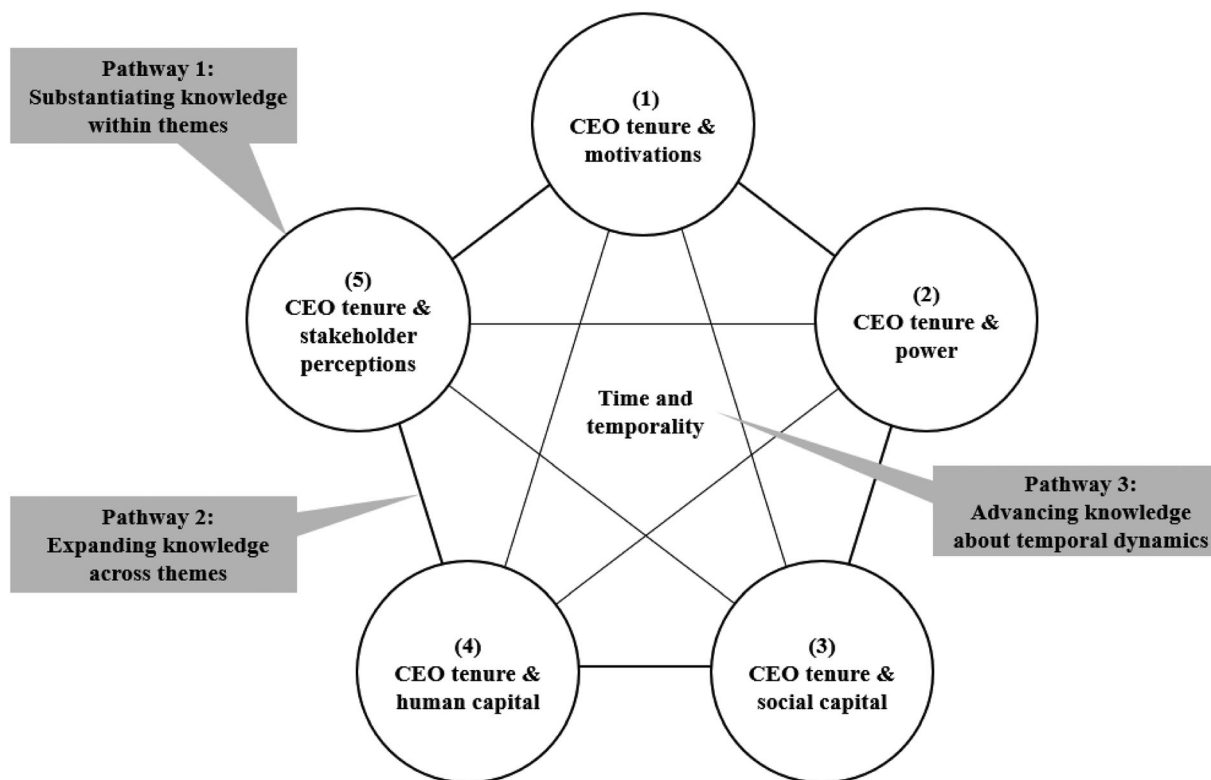 Pathway 1:
Substantiating knowledge
within themes
(1)
CEO tenure &
motivations
(5)
CEO tenure &
stakeholder
perceptions
(2)
CEO tenure &
power
Time and
temporality
Pathway 2:
Expanding knowledge
across themes
Pathway 3:
Advancing knowledge
about temporal dynamics
(4)
CEO tenure &
human capital
(3)
CEO tenure &
social capital